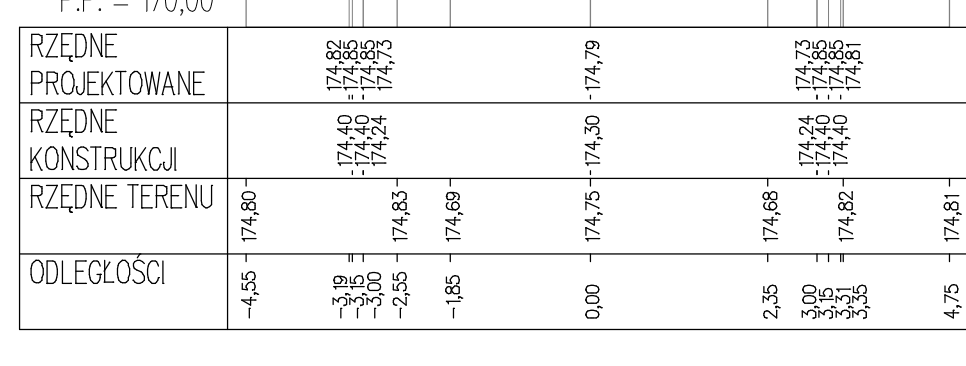 P.P. = 170,00
RZĘDNE
PROJEKTOWANE
174,82 174,85 174,85 174,73 174,79 174,73 174,85 174,85 174,81
RZĘDNE
KONSTRUKCJI
174,40 174,40 174,24 174,30 174,24 174,40 174,40
RZĘDNE TERENU
174,80 174,83 174,69 174,75 174,68 174,82 174,81
ODLEGŁOŚCI
-4,55 -3,19 -3,15 -3,00 -2,55 -1,85 0,00 2,35 3,00 3,15 3,31 3,35 4,75